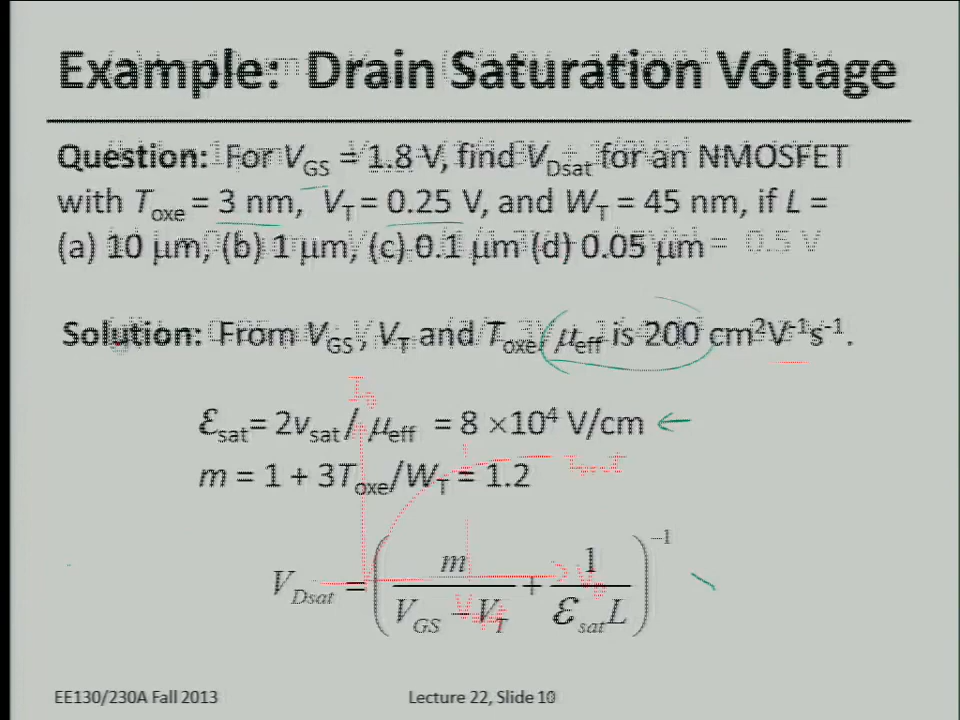 Example: Drain Saturation Voltage
Question: For V_GS = 1.8 V, find V_Dsat for an NMOSFET
with T_oxe = 3 nm, V_T = 0.25 V, and W_T = 45 nm, if L =
(a) 10 μm, (b) 1 μm, (c) 0.1 μm (d) 0.05 μm = 0.5 V
Solution: From V_GS, V_T and T_oxe, μ_eff is 200 cm²V⁻¹s⁻¹.
ℰ_sat = 2v_sat / μ_eff = 8 ×10⁴ V/cm
m = 1 + 3T_oxe/W_T = 1.2
V_Dsat = ( m / (V_GS − V_T) + 1 / (ℰ_sat L) )⁻¹
EE130/230A Fall 2013
Lecture 22, Slide 10